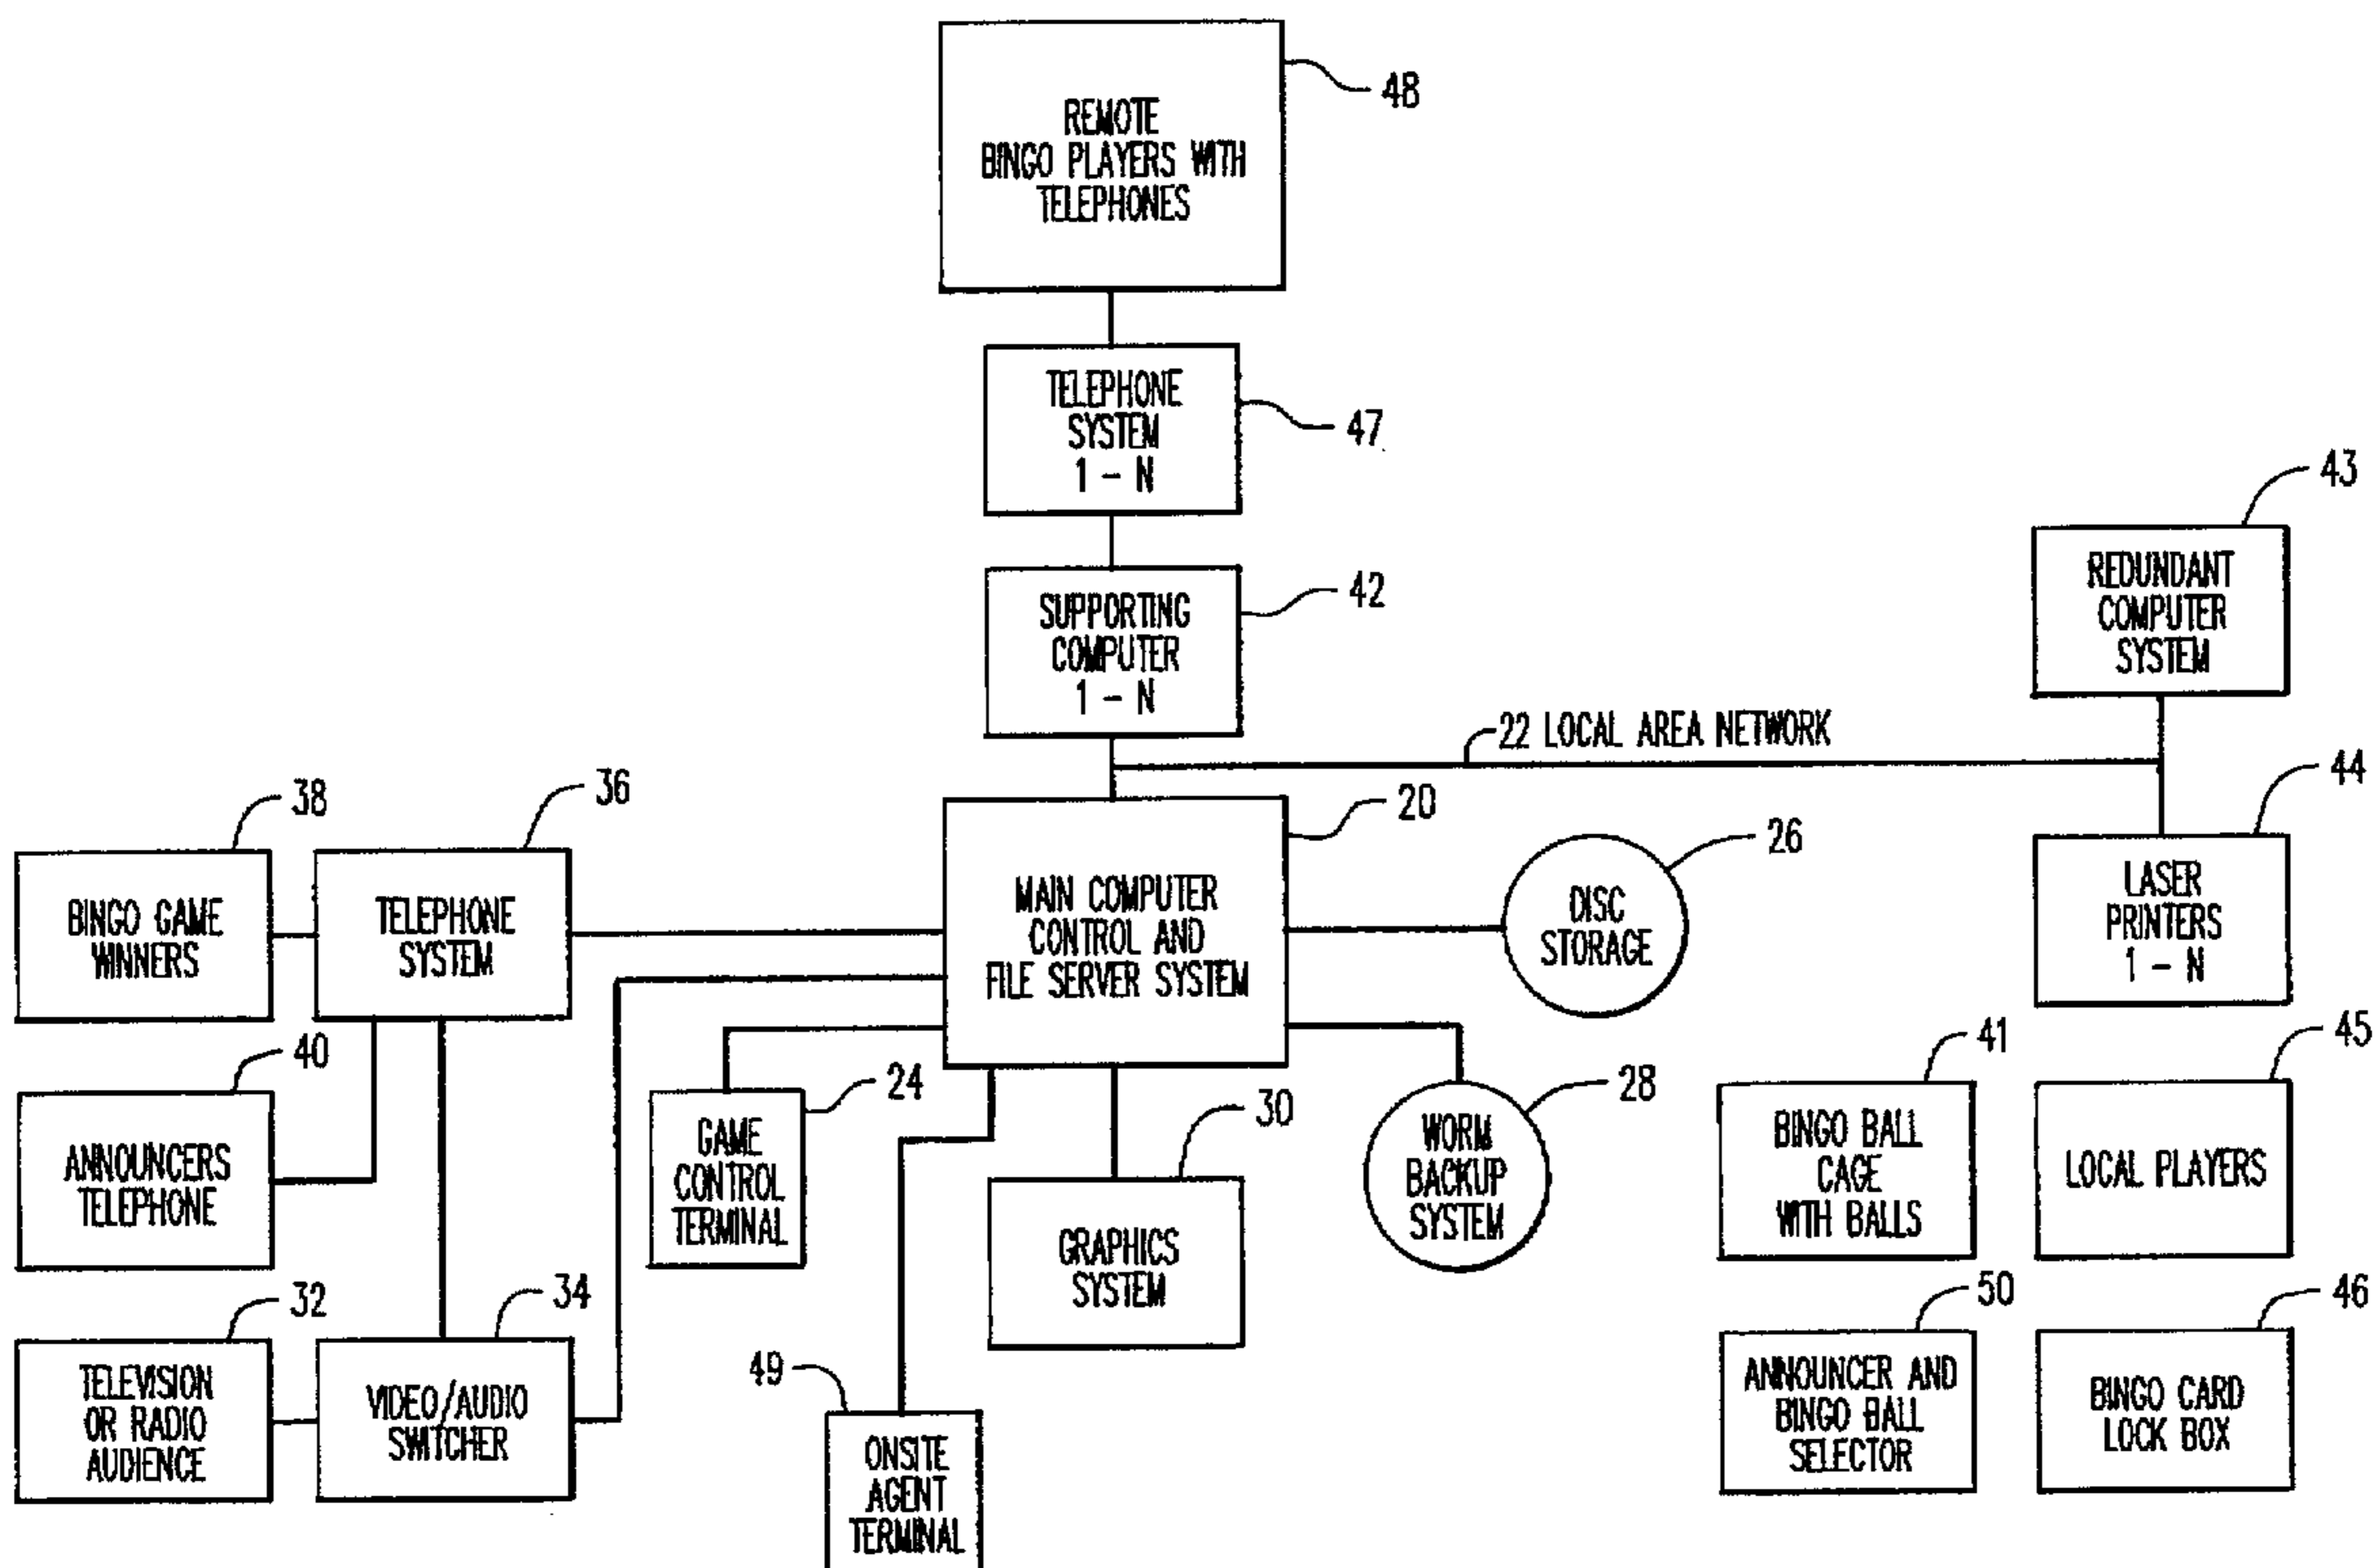 REMOTE
BINGO PLAYERS WITH
TELEPHONES
48
TELEPHONE
SYSTEM
1 - N
47
SUPPORTING
COMPUTER
1 - N
42
REDUNDANT
COMPUTER
SYSTEM
43
22 LOCAL AREA NETWORK
38
BINGO GAME
WINNERS
36
TELEPHONE
SYSTEM
20
MAIN COMPUTER
CONTROL AND
FILE SERVER SYSTEM
26
DISC
STORAGE
44
LASER
PRINTERS
1 - N
40
ANNOUNCERS
TELEPHONE
24
GAME
CONTROL
TERMINAL
30
GRAPHICS
SYSTEM
28
WORM
BACKUP
SYSTEM
41
BINGO BALL
CAGE
WITH BALLS
45
LOCAL PLAYERS
32
TELEVISION
OR RADIO
AUDIENCE
34
VIDEO/AUDIO
SWITCHER
49
ONSITE
AGENT
TERMINAL
50
ANNOUNCER AND
BINGO BALL
SELECTOR
46
BINGO CARD
LOCK BOX